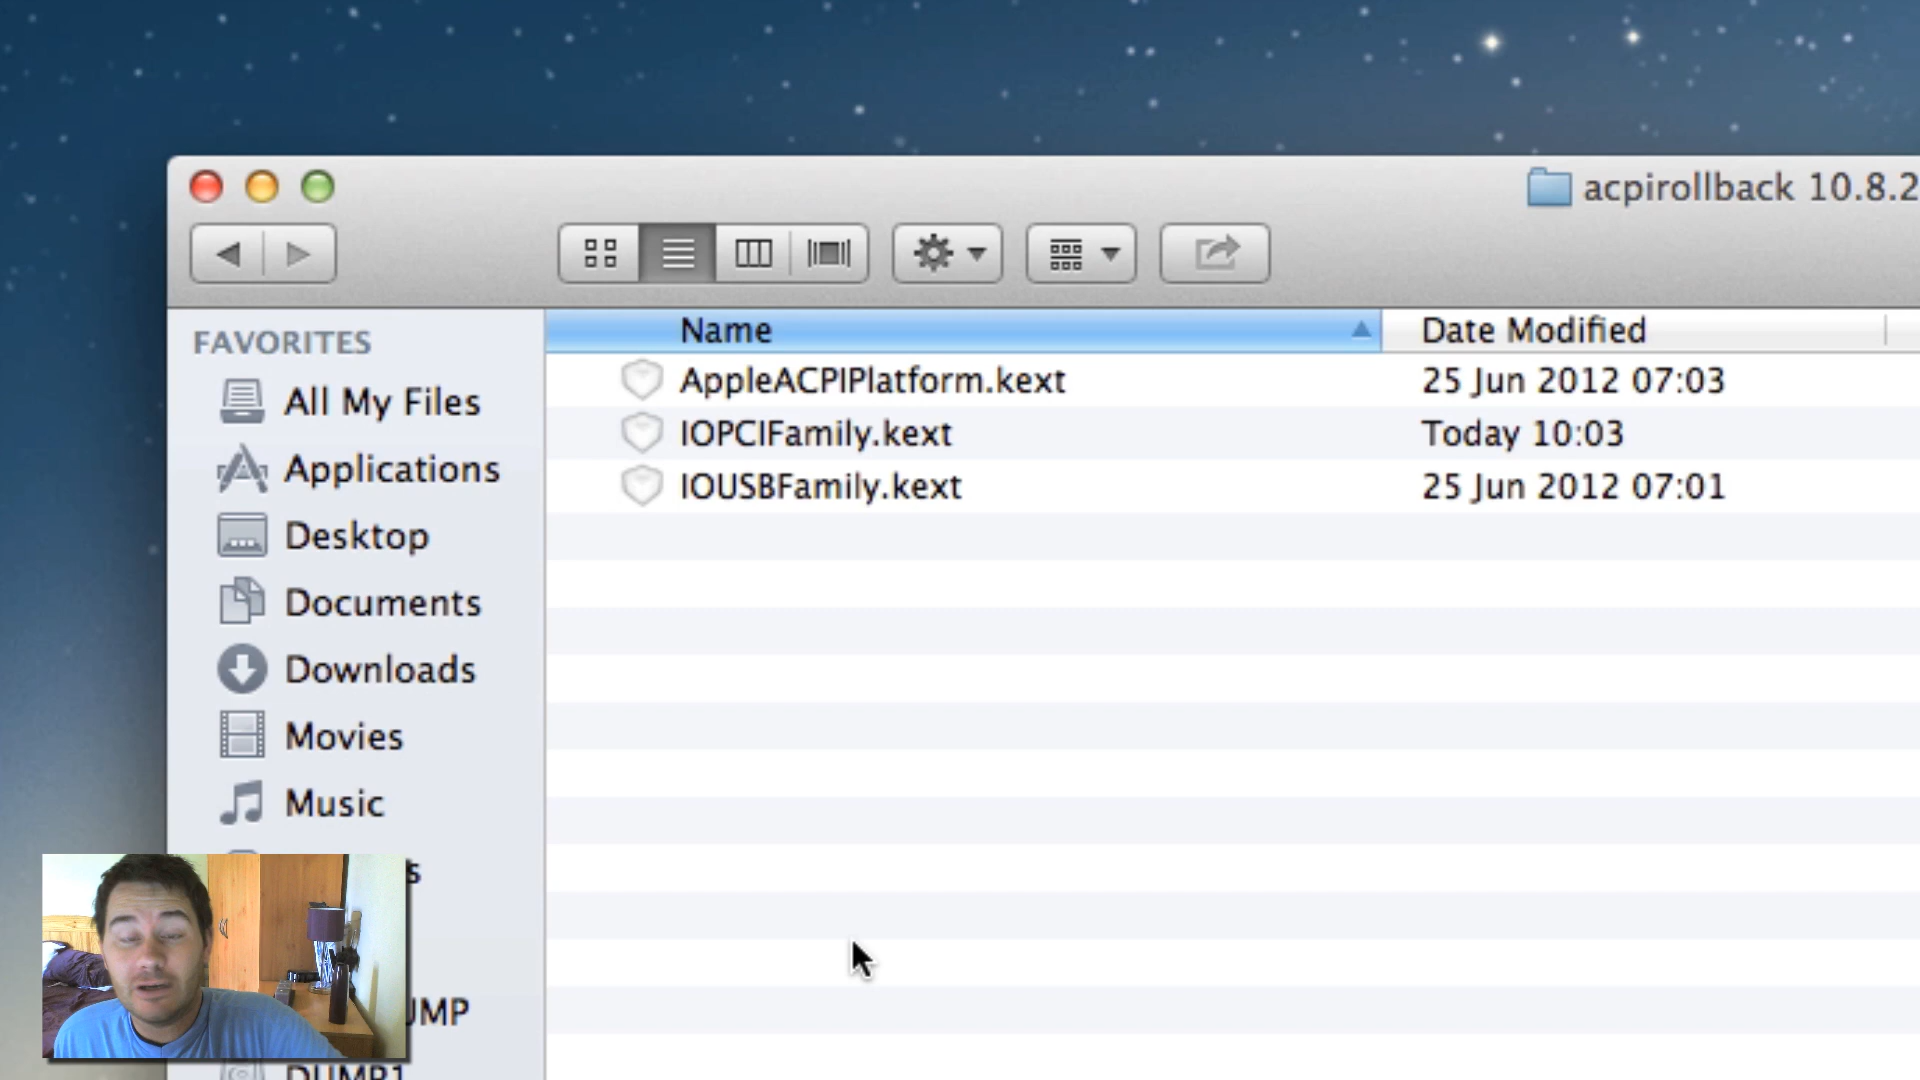 acpirollback 10.8.2
FAVORITES
All My Files
Applications
Desktop
Documents
Downloads
Movies
Music
Name
Date Modified
AppleACPIPlatform.kext
25 Jun 2012 07:03
IOPCIFamily.kext
Today 10:03
IOUSBFamily.kext
25 Jun 2012 07:01